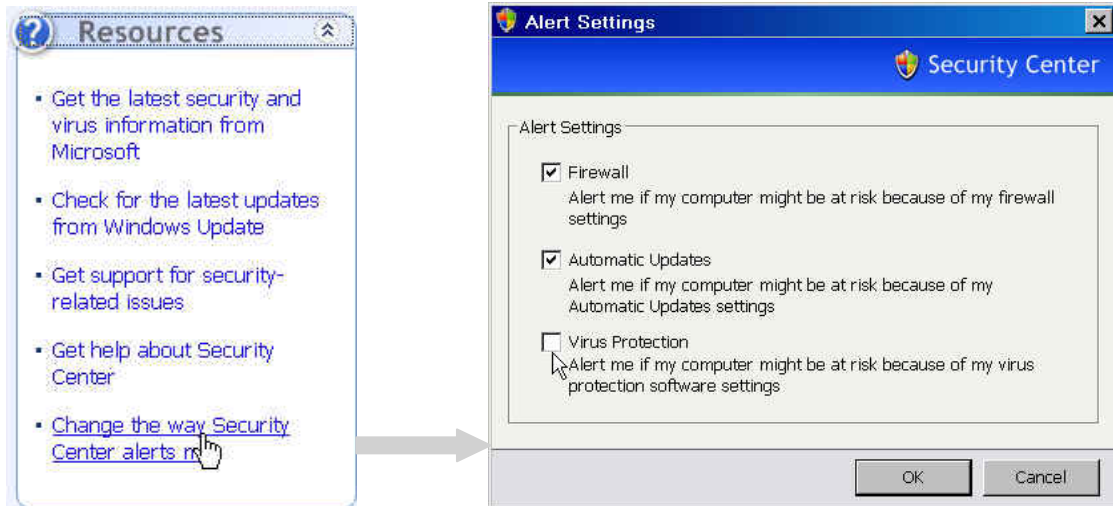 Resources
Get the latest security and
virus information from
Microsoft
Check for the latest updates
from Windows Update
Get support for security-
related issues
Get help about Security
Center
Change the way Security
Center alerts
Alert Settings
Security Center
Alert Settings
Firewall
Alert me if my computer might be at risk because of my firewall
settings
Automatic Updates
Alert me if my computer might be at risk because of my
Automatic Updates settings
Virus Protection
Alert me if my computer might be at risk because of my virus
protection software settings
OK
Cancel